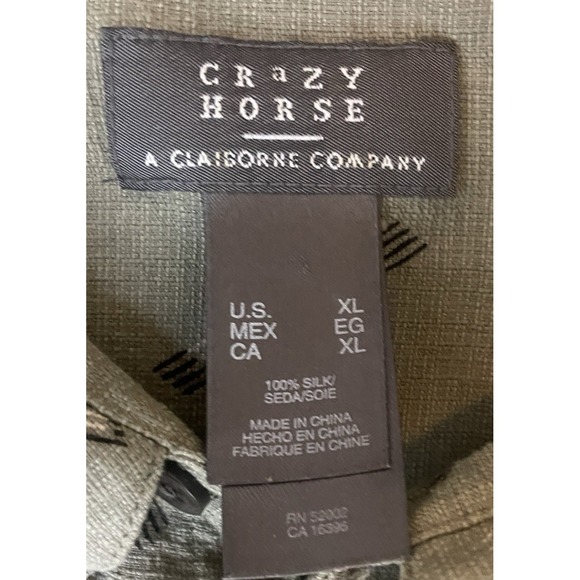 CRaZY
HORSE
A CLAIBORNE COMPANY
U.S. XL
MEX EG
CA XL
100% SILK/
SEDA/SOIE
MADE IN CHINA
HECHO EN CHINA
FABRIQUE EN CHINE
RN 52002
CA 16396